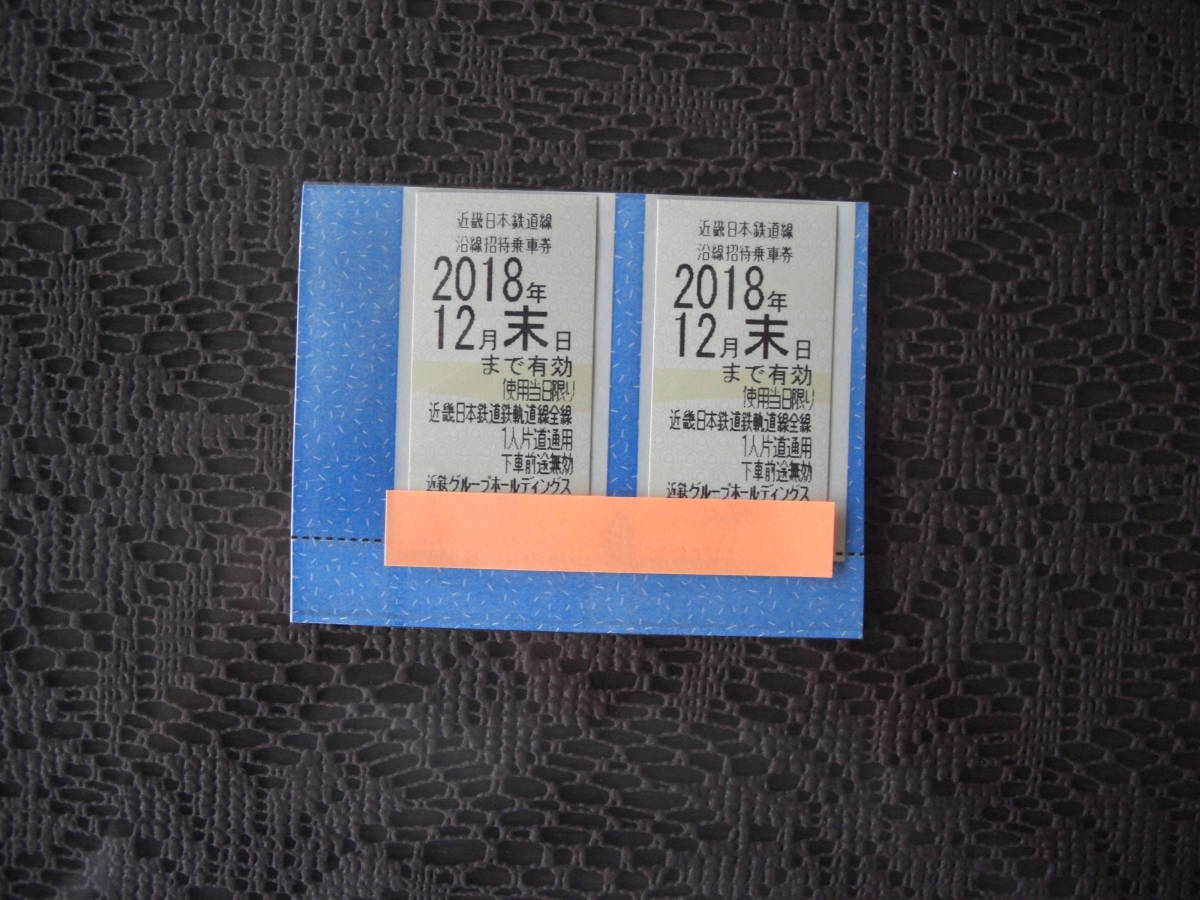 近畿日本鉄道線
沿線招待乗車券
2018年
12月末日
まで有効
使用当日限り
近畿日本鉄道鉄軌道線全線
1人片道通用
下車前途無効
近鉄グループホールディングス
近畿日本鉄道線
沿線招待乗車券
2018年
12月末日
まで有効
使用当日限り
近畿日本鉄道鉄軌道線全線
1人片道通用
下車前途無効
近鉄グループホールディングス